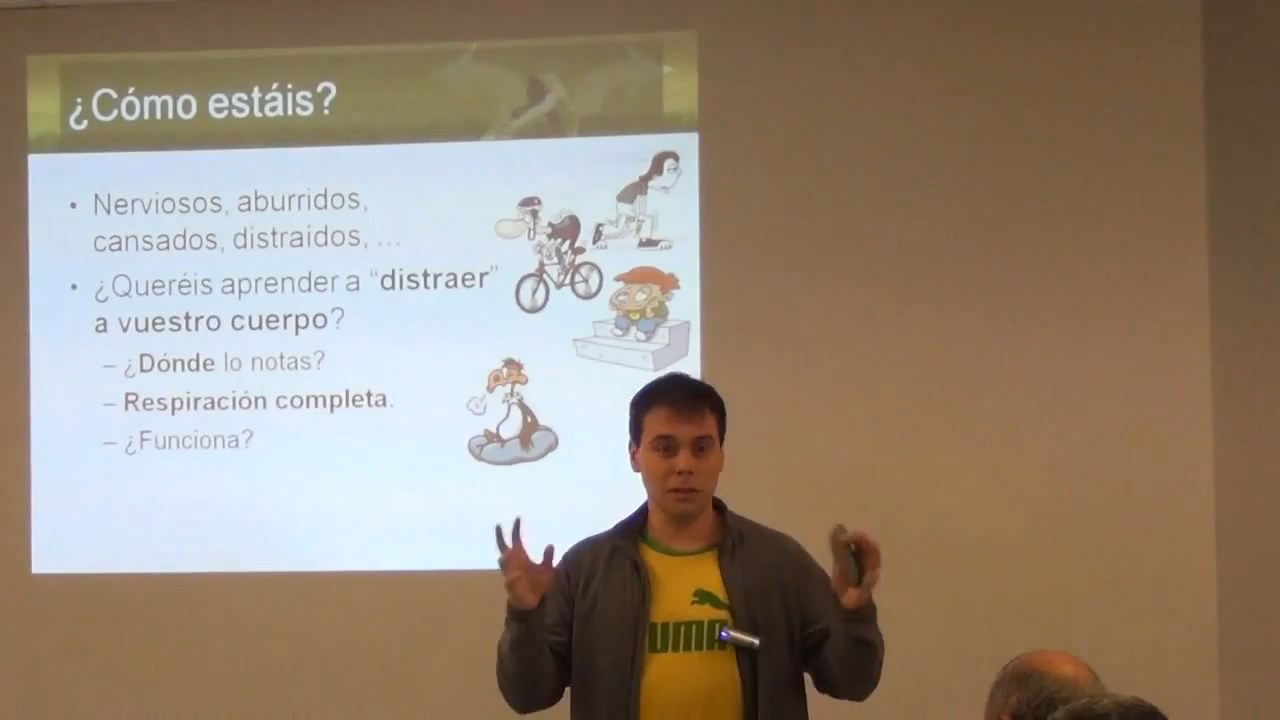 ¿Cómo estáis?
• Nerviosos, aburridos,
cansados, distraídos, ...
• ¿Queréis aprender a “distraer”
a vuestro cuerpo?
– ¿Dónde lo notas?
– Respiración completa.
– ¿Funciona?
PUMA